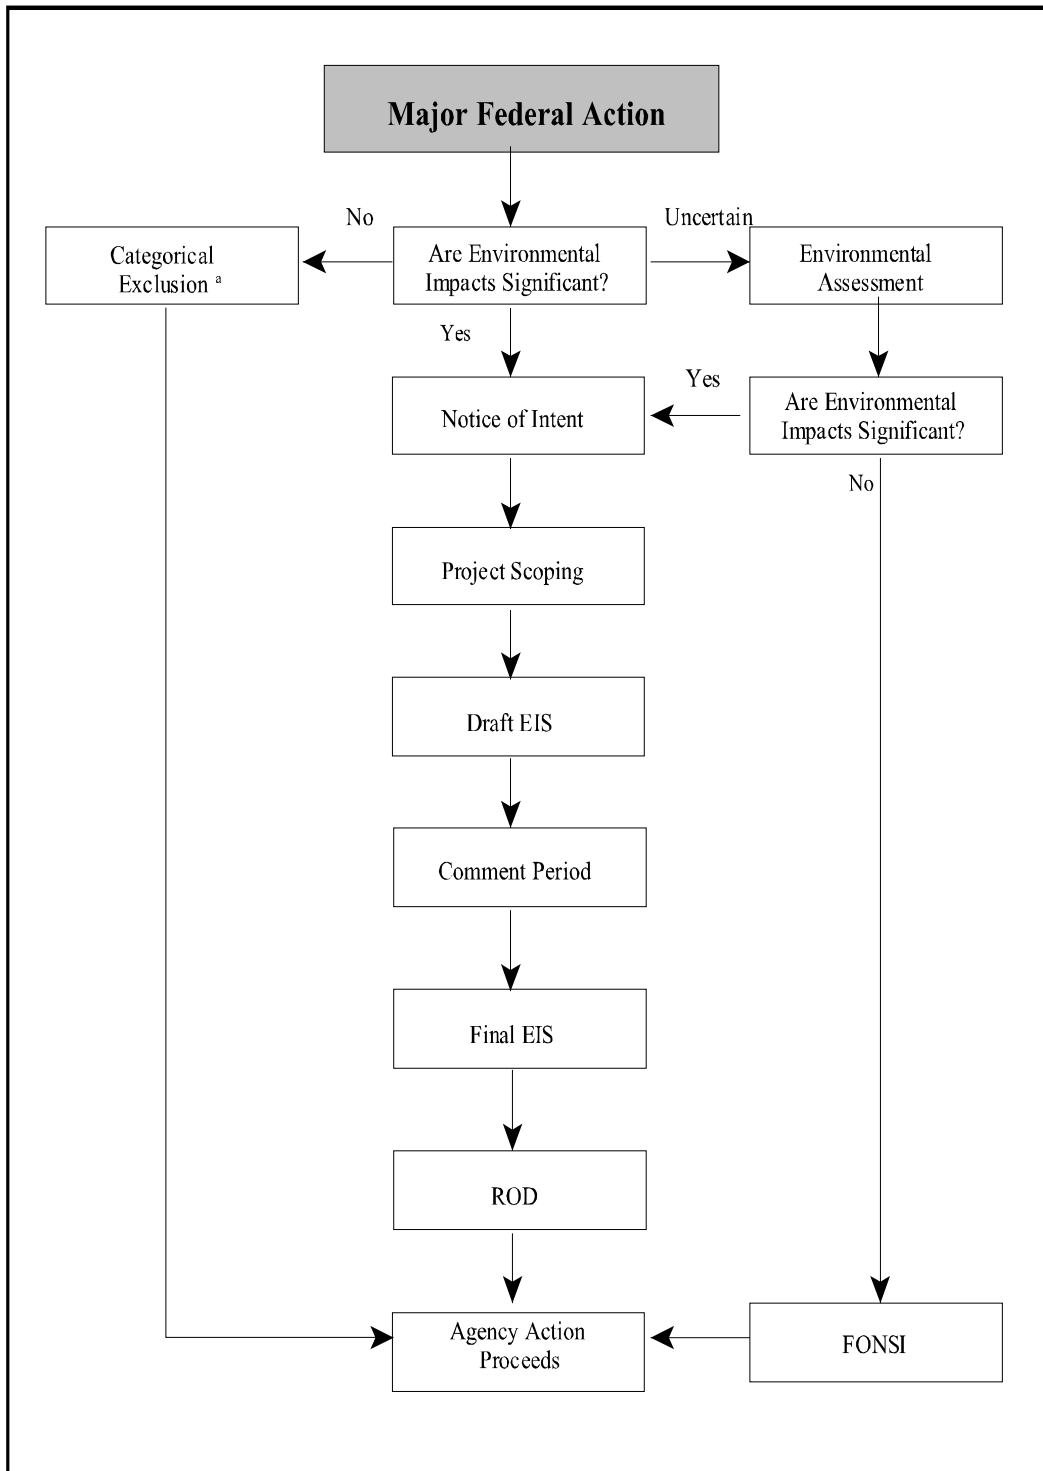 Major Federal Action
No
Uncertain
Categorical
Exclusion a
Are Environmental
Impacts Significant?
Environmental
Assessment
Yes
Notice of Intent
Yes
Are Environmental
Impacts Significant?
No
Project Scoping
Draft EIS
Comment Period
Final EIS
ROD
Agency Action
Proceeds
FONSI